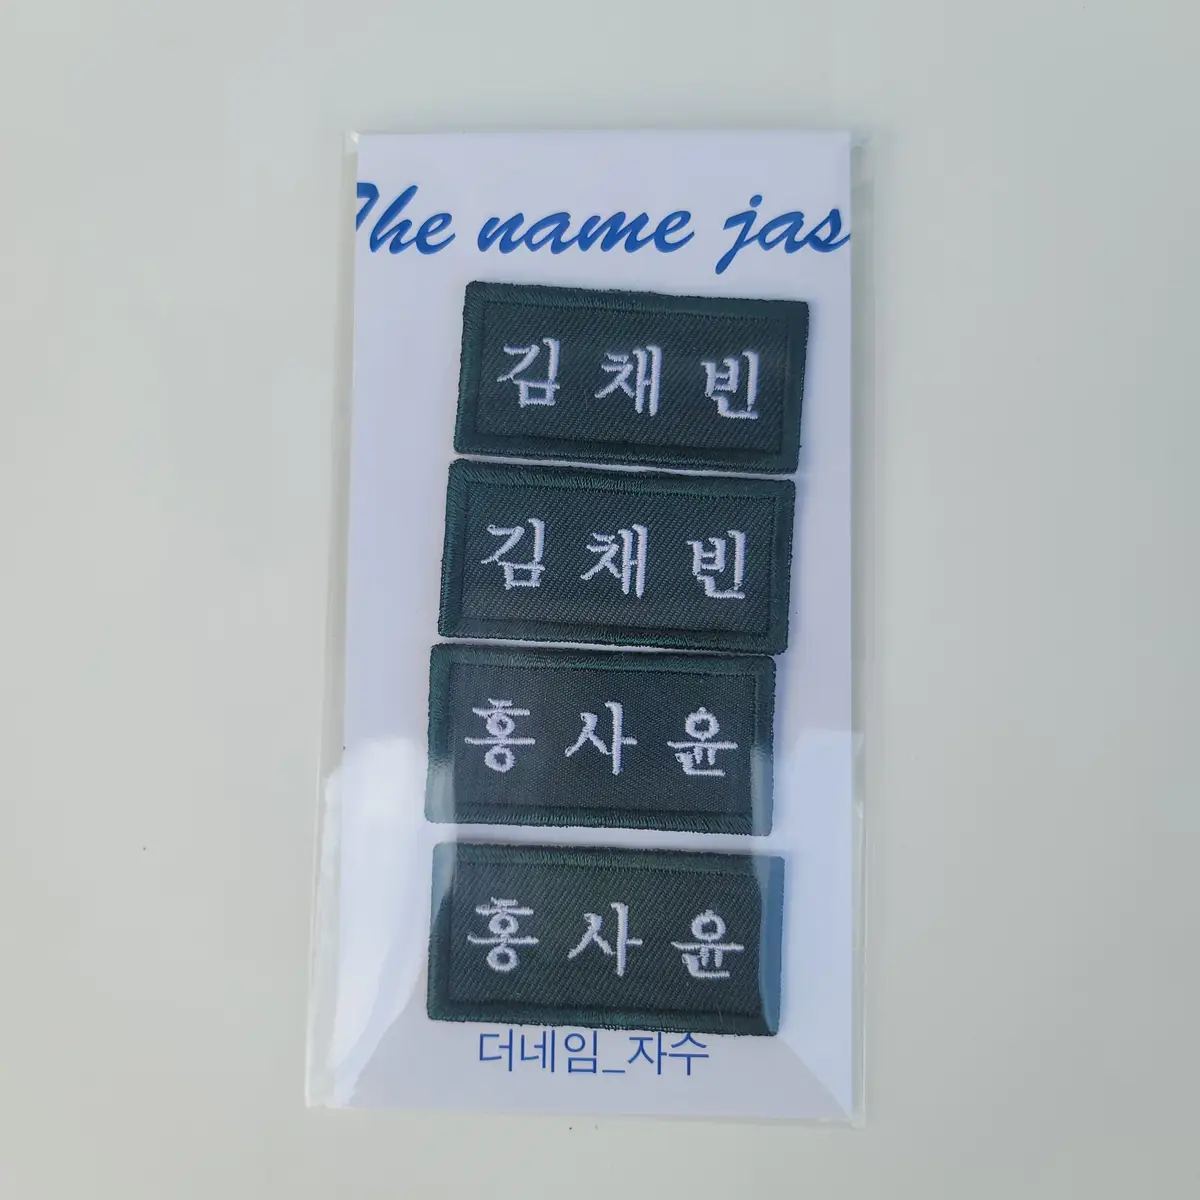 The name jas
김 채 빈
김 채 빈
홍 사 윤
홍 사 윤
더네임_자수